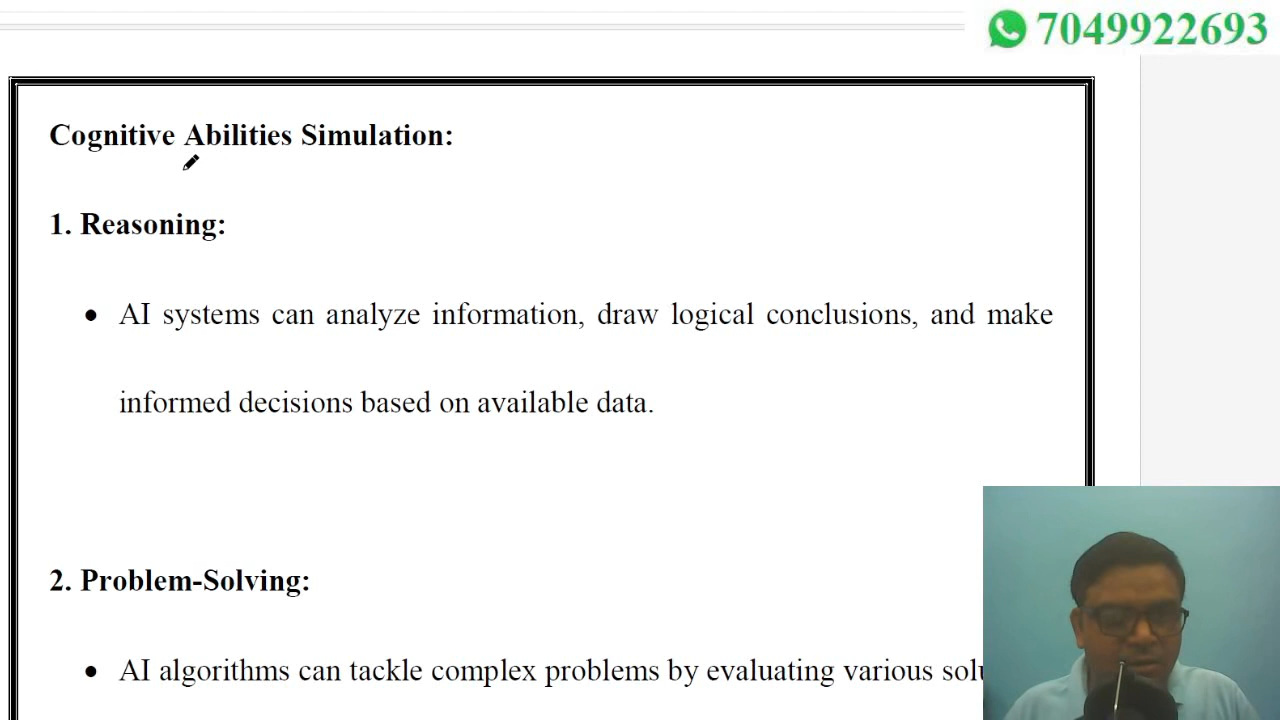 7049922693
Cognitive Abilities Simulation:
1. Reasoning:
• AI systems can analyze information, draw logical conclusions, and make
informed decisions based on available data.
2. Problem-Solving:
• AI algorithms can tackle complex problems by evaluating various